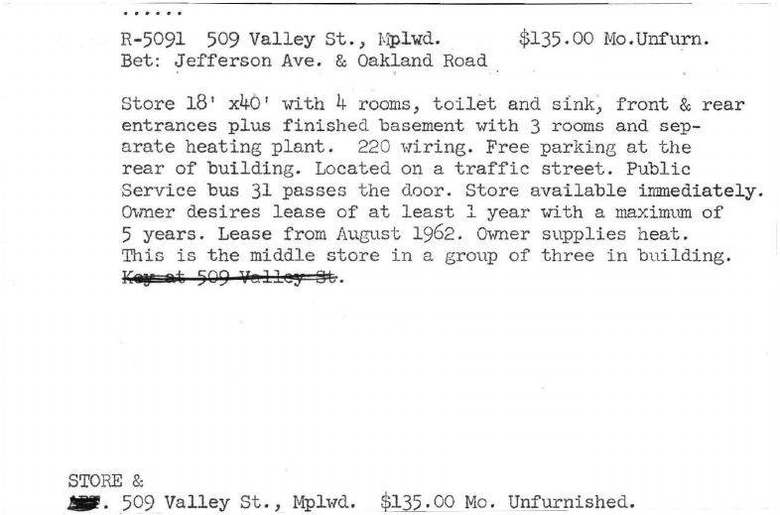 ......
R-5091 509 Valley St., Mplwd. $135.00 Mo.Unfurn.
Bet: Jefferson Ave. & Oakland Road
Store 18' x40' with 4 rooms, toilet and sink, front & rear
entrances plus finished basement with 3 rooms and sep-
arate heating plant. 220 wiring. Free parking at the
rear of building. Located on a traffic street. Public
Service bus 31 passes the door. Store available immediately.
Owner desires lease of at least 1 year with a maximum of
5 years. Lease from August 1962. Owner supplies heat.
This is the middle store in a group of three in building.
Key at 509 Valley St.
STORE &
. 509 Valley St., Mplwd. $135.00 Mo. Unfurnished.